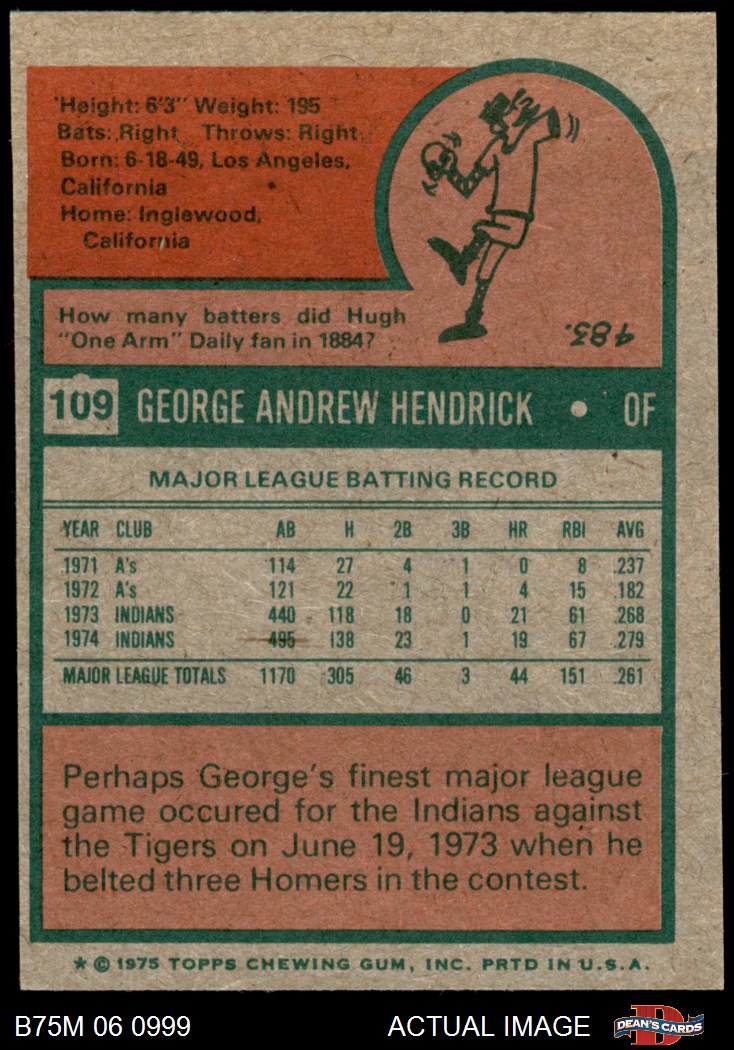 Height: 6'3" Weight: 195
Bats: Right Throws: Right
Born: 6-18-49, Los Angeles,
California
Home: Inglewood,
California
How many batters did Hugh
"One Arm" Daily fan in 1884?
483.
109 GEORGE ANDREW HENDRICK • OF
MAJOR LEAGUE BATTING RECORD
YEAR CLUB AB H 2B 3B HR RBI AVG
1971 A's 114 27 4 1 0 8 .237
1972 A's 121 22 1 1 4 15 .182
1973 INDIANS 440 118 18 0 21 61 .268
1974 INDIANS 495 138 23 1 19 67 .279
MAJOR LEAGUE TOTALS 1170 305 46 3 44 151 .261
Perhaps George's finest major league
game occured for the Indians against
the Tigers on June 19, 1973 when he
belted three Homers in the contest.
* © 1975 TOPPS CHEWING GUM, INC. PRTD IN U.S.A.
B75M 06 0999 ACTUAL IMAGE
D
DEAN'S CARDS